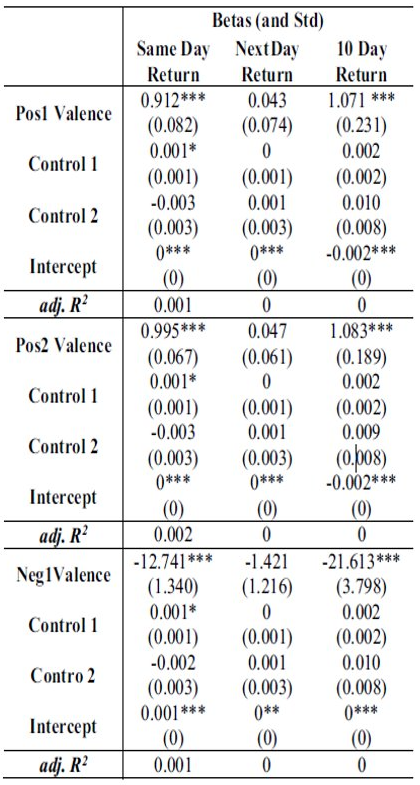 Betas (and Std)
Same Day Next Day 10 Day
Return Return Return
Pos1 Valence 0.912*** 0.043 1.071 ***
(0.082) (0.074) (0.231)
Control 1 0.001* 0 0.002
(0.001) (0.001) (0.002)
Control 2 -0.003 0.001 0.010
(0.003) (0.003) (0.008)
Intercept 0*** 0*** -0.002***
(0) (0) (0)
adj. R² 0.001 0 0
Pos2 Valence 0.995*** 0.047 1.083***
(0.067) (0.061) (0.189)
Control 1 0.001* 0 0.002
(0.001) (0.001) (0.002)
Control 2 -0.003 0.001 0.009
(0.003) (0.003) (0.008)
Intercept 0*** 0*** -0.002***
(0) (0) (0)
adj. R² 0.002 0 0
Neg1Valence -12.741*** -1.421 -21.613***
(1.340) (1.216) (3.798)
Control 1 0.001* 0 0.002
(0.001) (0.001) (0.002)
Contro 2 -0.002 0.001 0.010
(0.003) (0.003) (0.008)
Intercept 0.001*** 0** 0***
(0) (0) (0)
adj. R² 0.001 0 0